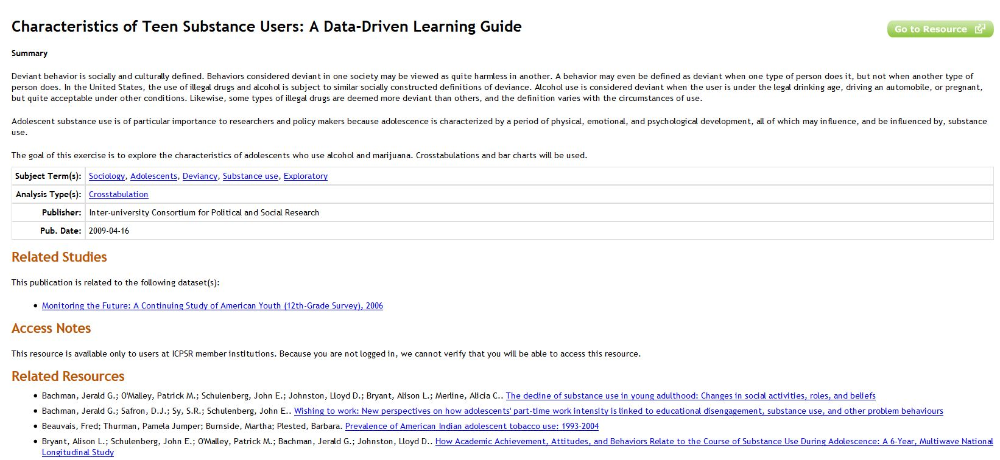 Characteristics of Teen Substance Users: A Data-Driven Learning Guide
Go to Resource
Summary
Deviant behavior is socially and culturally defined. Behaviors considered deviant in one society may be viewed as quite harmless in another. A behavior may even be defined as deviant when one type of person does it, but not when another type of
person does. In the United States, the use of illegal drugs and alcohol is subject to similar socially constructed definitions of deviance. Alcohol use is considered deviant when the user is under the legal drinking age, driving an automobile, or pregnant,
but quite acceptable under other conditions. Likewise, some types of illegal drugs are deemed more deviant than others, and the definition varies with the circumstances of use.
Adolescent substance use is of particular importance to researchers and policy makers because adolescence is characterized by a period of physical, emotional, and psychological development, all of which may influence, and be influenced by, substance
use.
The goal of this exercise is to explore the characteristics of adolescents who use alcohol and marijuana. Crosstabulations and bar charts will be used.
Subject Term(s): Sociology, Adolescents, Deviancy, Substance use, Exploratory
Analysis Type(s): Crosstabulation
Publisher: Inter-university Consortium for Political and Social Research
Pub. Date: 2009-04-16
Related Studies
This publication is related to the following dataset(s):
• Monitoring the Future: A Continuing Study of American Youth (12th-Grade Survey), 2006
Access Notes
This resource is available only to users at ICPSR member institutions. Because you are not logged in, we cannot verify that you will be able to access this resource.
Related Resources
• Bachman, Jerald G.; O'Malley, Patrick M.; Schulenberg, John E.; Johnston, Lloyd D.; Bryant, Alison L.; Merline, Alicia C.. The decline of substance use in young adulthood: Changes in social activities, roles, and beliefs
• Bachman, Jerald G.; Safron, D.J.; Sy, S.R.; Schulenberg, John E.. Wishing to work: New perspectives on how adolescents' part-time work intensity is linked to educational disengagement, substance use, and other problem behaviours
• Beauvais, Fred; Thurman, Pamela Jumper; Burnside, Martha; Plested, Barbara. Prevalence of American Indian adolescent tobacco use: 1993-2004
• Bryant, Alison L.; Schulenberg, John E.; O'Malley, Patrick M.; Bachman, Jerald G.; Johnston, Lloyd D.. How Academic Achievement, Attitudes, and Behaviors Relate to the Course of Substance Use During Adolescence: A 6-Year, Multiwave National
Longitudinal Study